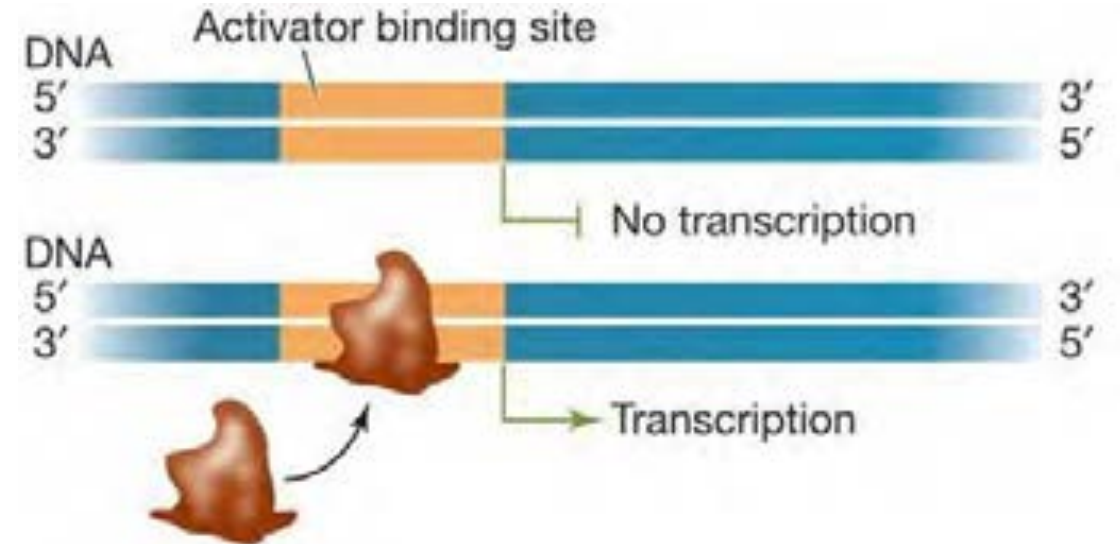 Activator binding site
DNA
5′ 3′
3′ 5′
No transcription
DNA
5′ 3′
3′ 5′
Transcription